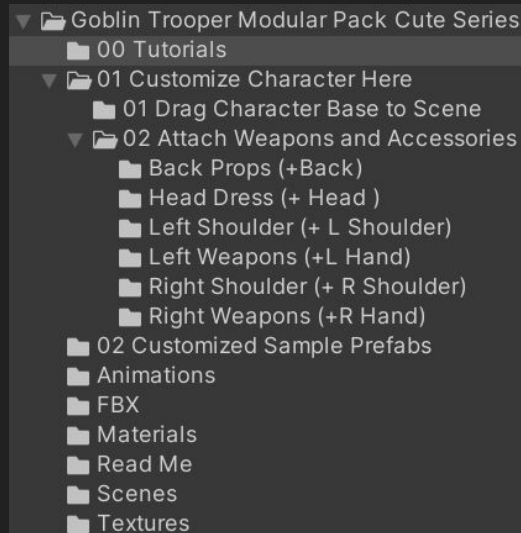 Goblin Trooper Modular Pack Cute Series
00 Tutorials
01 Customize Character Here
01 Drag Character Base to Scene
02 Attach Weapons and Accessories
Back Props (+Back)
Head Dress (+ Head )
Left Shoulder (+ L Shoulder)
Left Weapons (+L Hand)
Right Shoulder (+ R Shoulder)
Right Weapons (+R Hand)
02 Customized Sample Prefabs
Animations
FBX
Materials
Read Me
Scenes
Textures